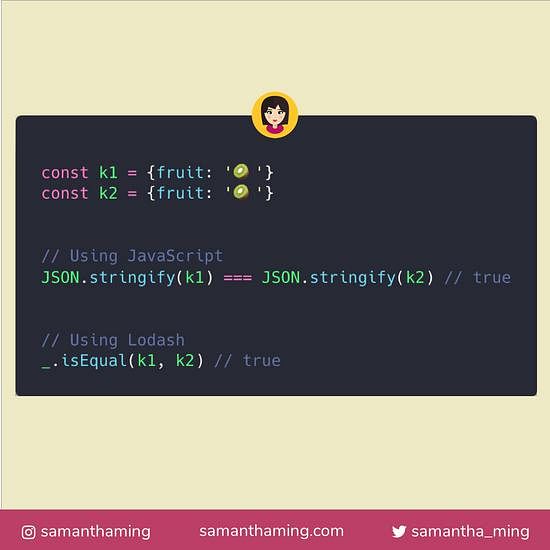 const k1 = {fruit: '🥝'}
const k2 = {fruit: '🥝'}
// Using JavaScript
JSON.stringify(k1) === JSON.stringify(k2) // true
// Using Lodash
_.isEqual(k1, k2) // true
samanthaming samanthaming.com samantha_ming